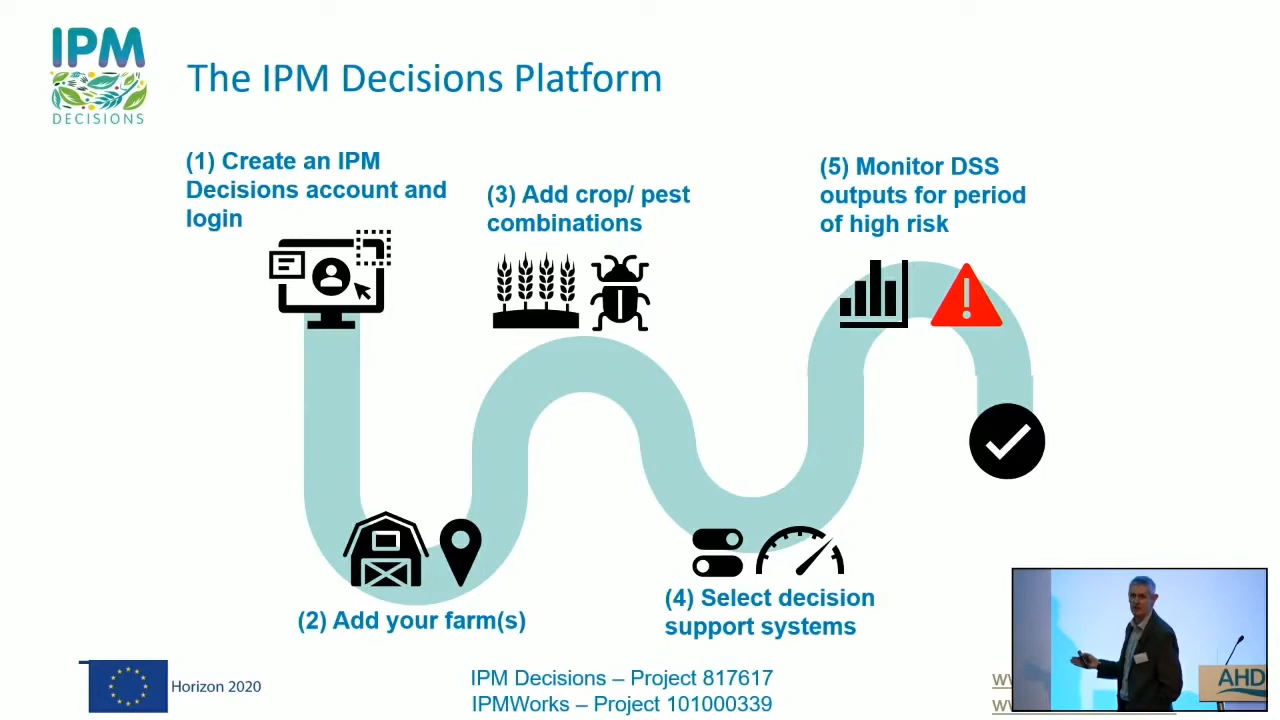 IPM
DECISIONS
The IPM Decisions Platform
(1) Create an IPM
Decisions account and
login
(3) Add crop/ pest
combinations
(5) Monitor DSS
outputs for period
of high risk
(2) Add your farm(s)
(4) Select decision
support systems
Horizon 2020
IPM Decisions – Project 817617
IPMWorks – Project 101000339